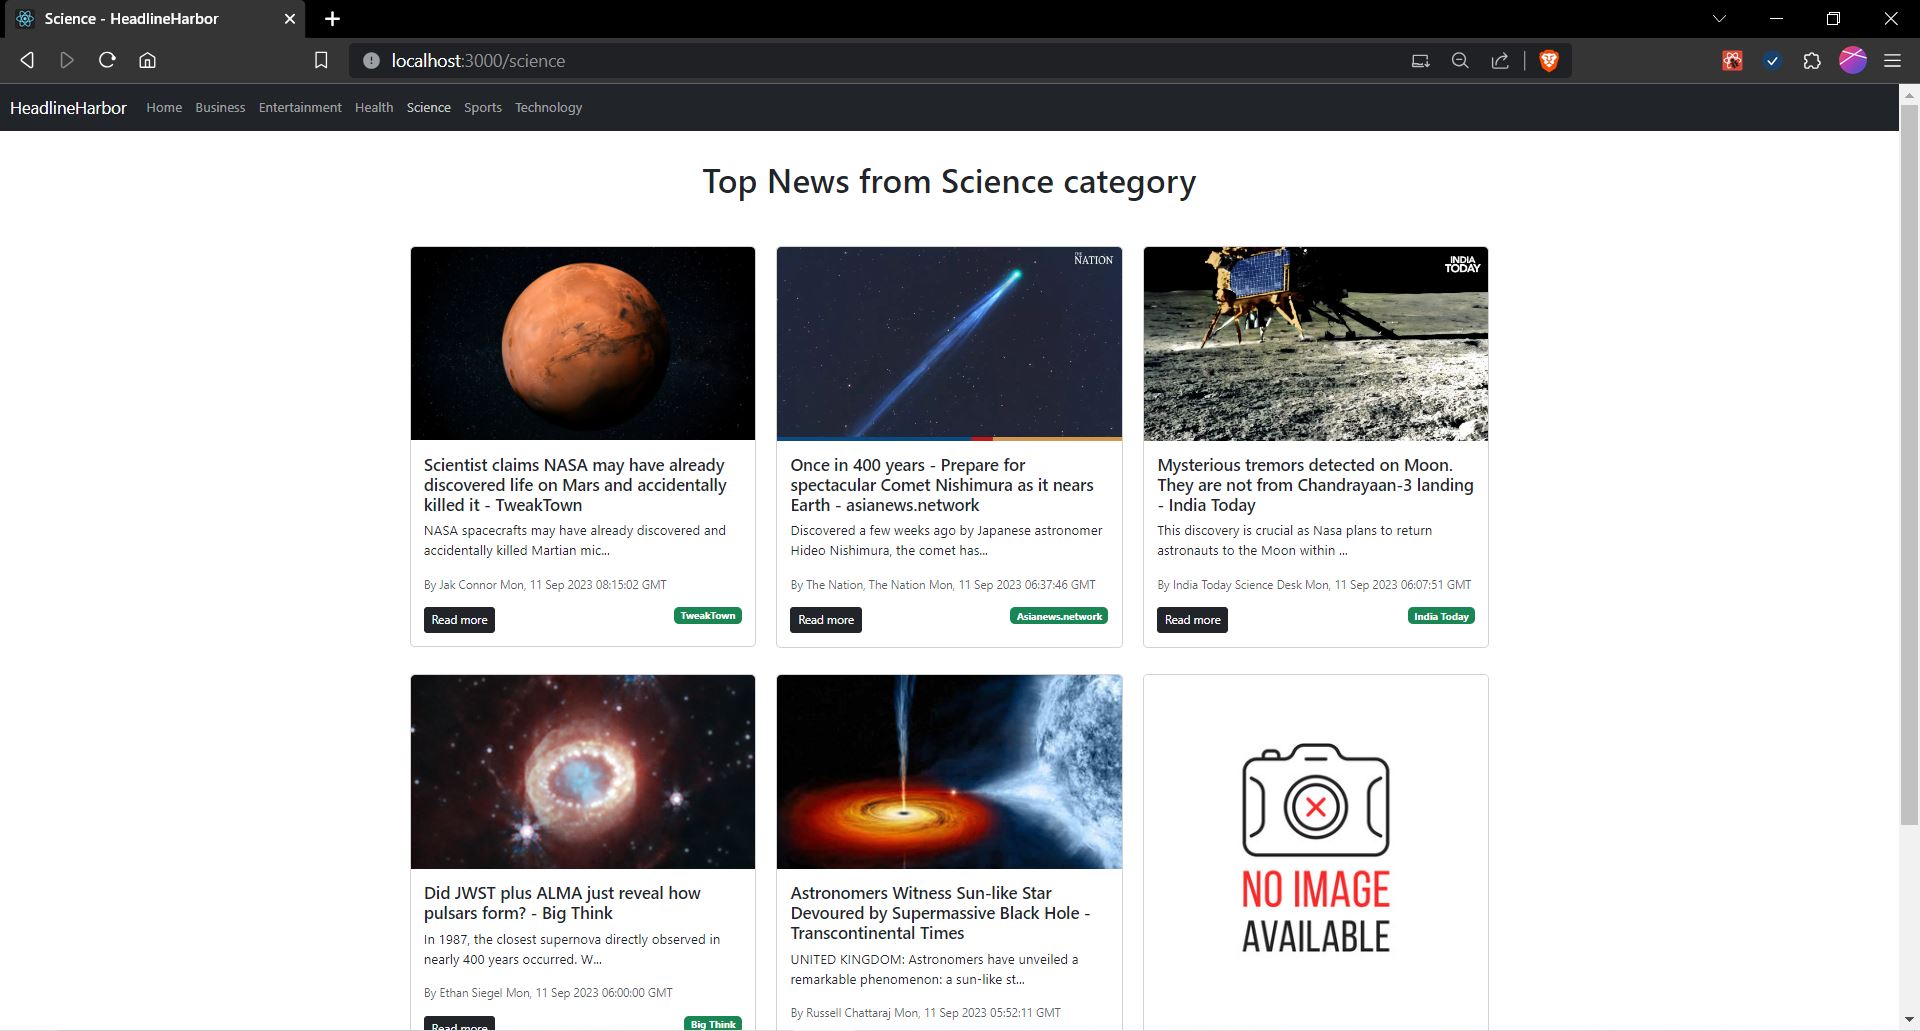 Science - HeadlineHarbor
localhost:3000/science
HeadlineHarbor Home Business Entertainment Health Science Sports Technology
Top News from Science category
THE
NATION
INDIA
TODAY
Scientist claims NASA may have already
discovered life on Mars and accidentally
killed it - TweakTown
NASA spacecrafts may have already discovered and
accidentally killed Martian mic...
By Jak Connor Mon, 11 Sep 2023 08:15:02 GMT
Read more
TweakTown
Once in 400 years - Prepare for
spectacular Comet Nishimura as it nears
Earth - asianews.network
Discovered a few weeks ago by Japanese astronomer
Hideo Nishimura, the comet has...
By The Nation, The Nation Mon, 11 Sep 2023 06:37:46 GMT
Read more
Asianews.network
Mysterious tremors detected on Moon.
They are not from Chandrayaan-3 landing
- India Today
This discovery is crucial as Nasa plans to return
astronauts to the Moon within ...
By India Today Science Desk Mon, 11 Sep 2023 06:07:51 GMT
Read more
India Today
Did JWST plus ALMA just reveal how
pulsars form? - Big Think
In 1987, the closest supernova directly observed in
nearly 400 years occurred. W...
By Ethan Siegel Mon, 11 Sep 2023 06:00:00 GMT
Read more
Big Think
Astronomers Witness Sun-like Star
Devoured by Supermassive Black Hole -
Transcontinental Times
UNITED KINGDOM: Astronomers have unveiled a
remarkable phenomenon: a sun-like st...
By Russell Chattaraj Mon, 11 Sep 2023 05:52:11 GMT
NO IMAGE
AVAILABLE